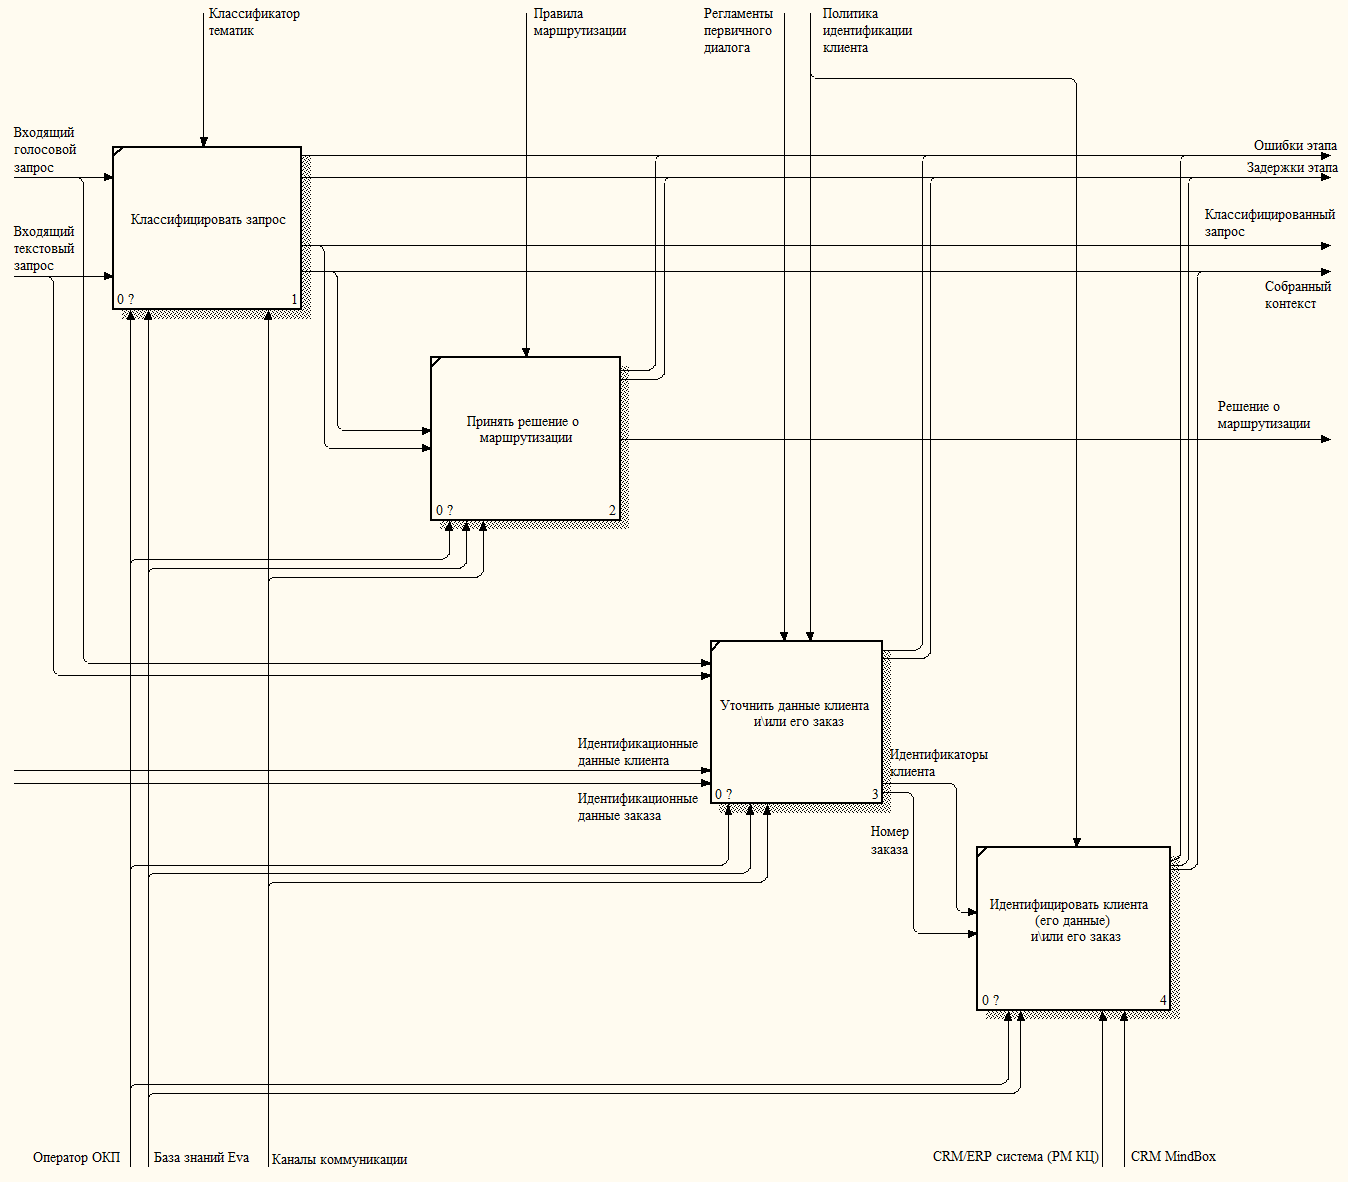 Классификатор
тематик
Правила
маршрутизации
Регламенты
первичного
диалога
Политика
идентификации
клиента
Входящий
голосовой
запрос
Входящий
текстовый
запрос
Классифицировать запрос
0 ?
1
Ошибки этапа
Задержки этапа
Классифицированный
запрос
Собранный
контекст
Принять решение о
маршрутизации
0 ?
2
Решение о
маршрутизации
Уточнить данные клиента
и\или его заказ
0 ?
3
Идентификационные
данные клиента
Идентификационные
данные заказа
Идентификаторы
клиента
Номер
заказа
Идентифицировать клиента
(его данные)
и\или его заказ
0 ?
4
Оператор ОКП
База знаний Eva
Каналы коммуникации
CRM/ERP система (РМ КЦ)
CRM MindBox